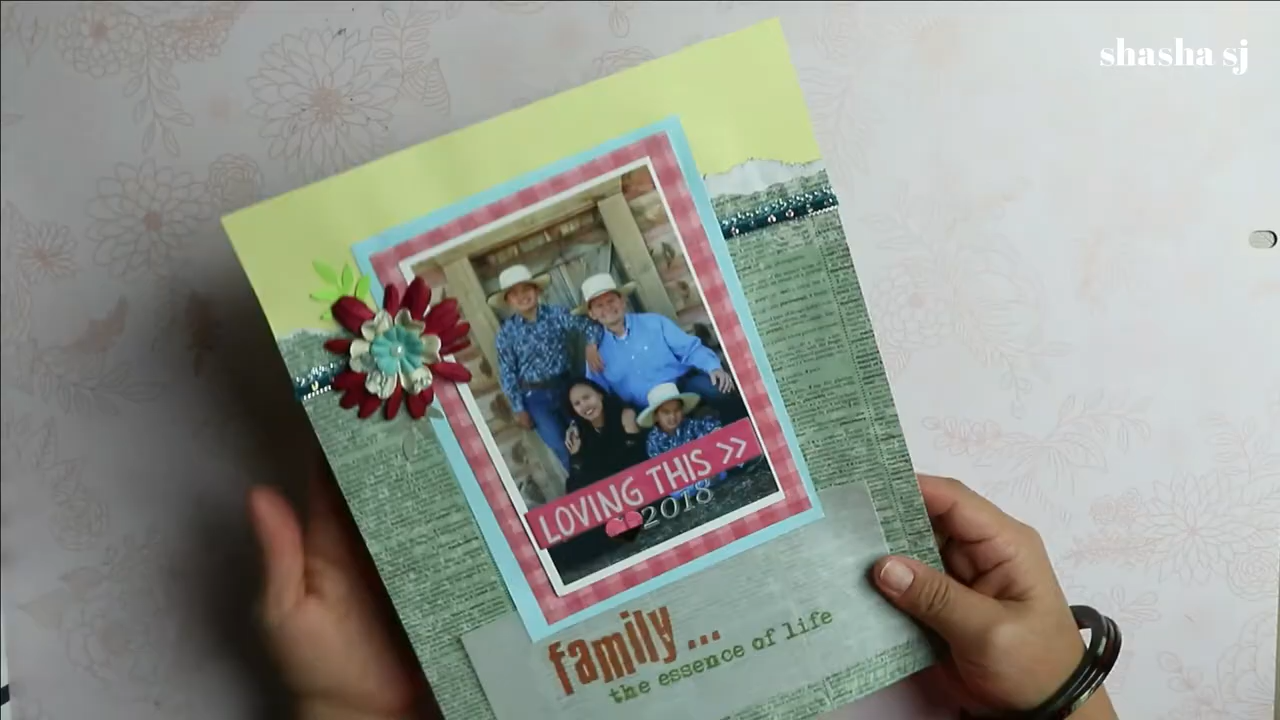 shasha sj
LOVING THIS >>
2018
family...
the essence of life